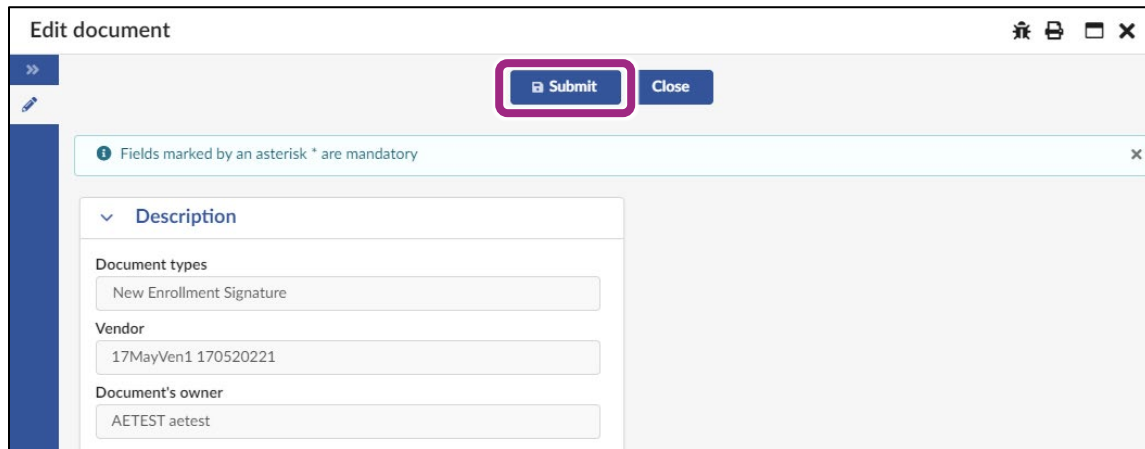 Edit document
Submit Close
Fields marked by an asterisk * are mandatory
Description
Document types
New Enrollment Signature
Vendor
17MayVen1 170520221
Document's owner
AETEST aetest